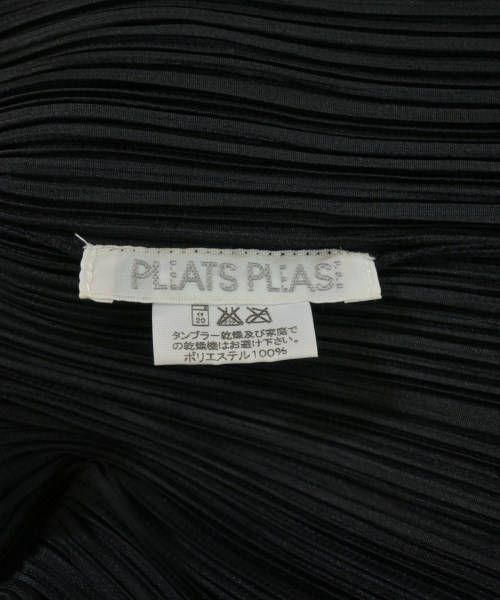 PLEATS PLEASE
タンブラー乾燥及び家庭で
の乾燥機はお避け下さい。
ポリエステル100%